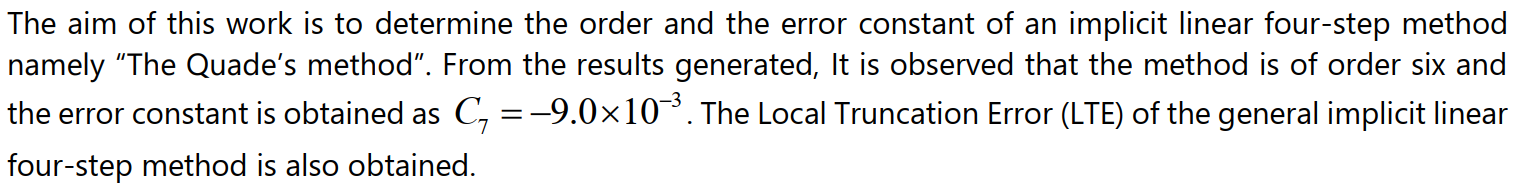 The aim of this work is to determine the order and the error constant of an implicit linear four-step method
namely “The Quade’s method”. From the results generated, It is observed that the method is of order six and
the error constant is obtained as C₇ = –9.0×10⁻³. The Local Truncation Error (LTE) of the general implicit linear
four-step method is also obtained.